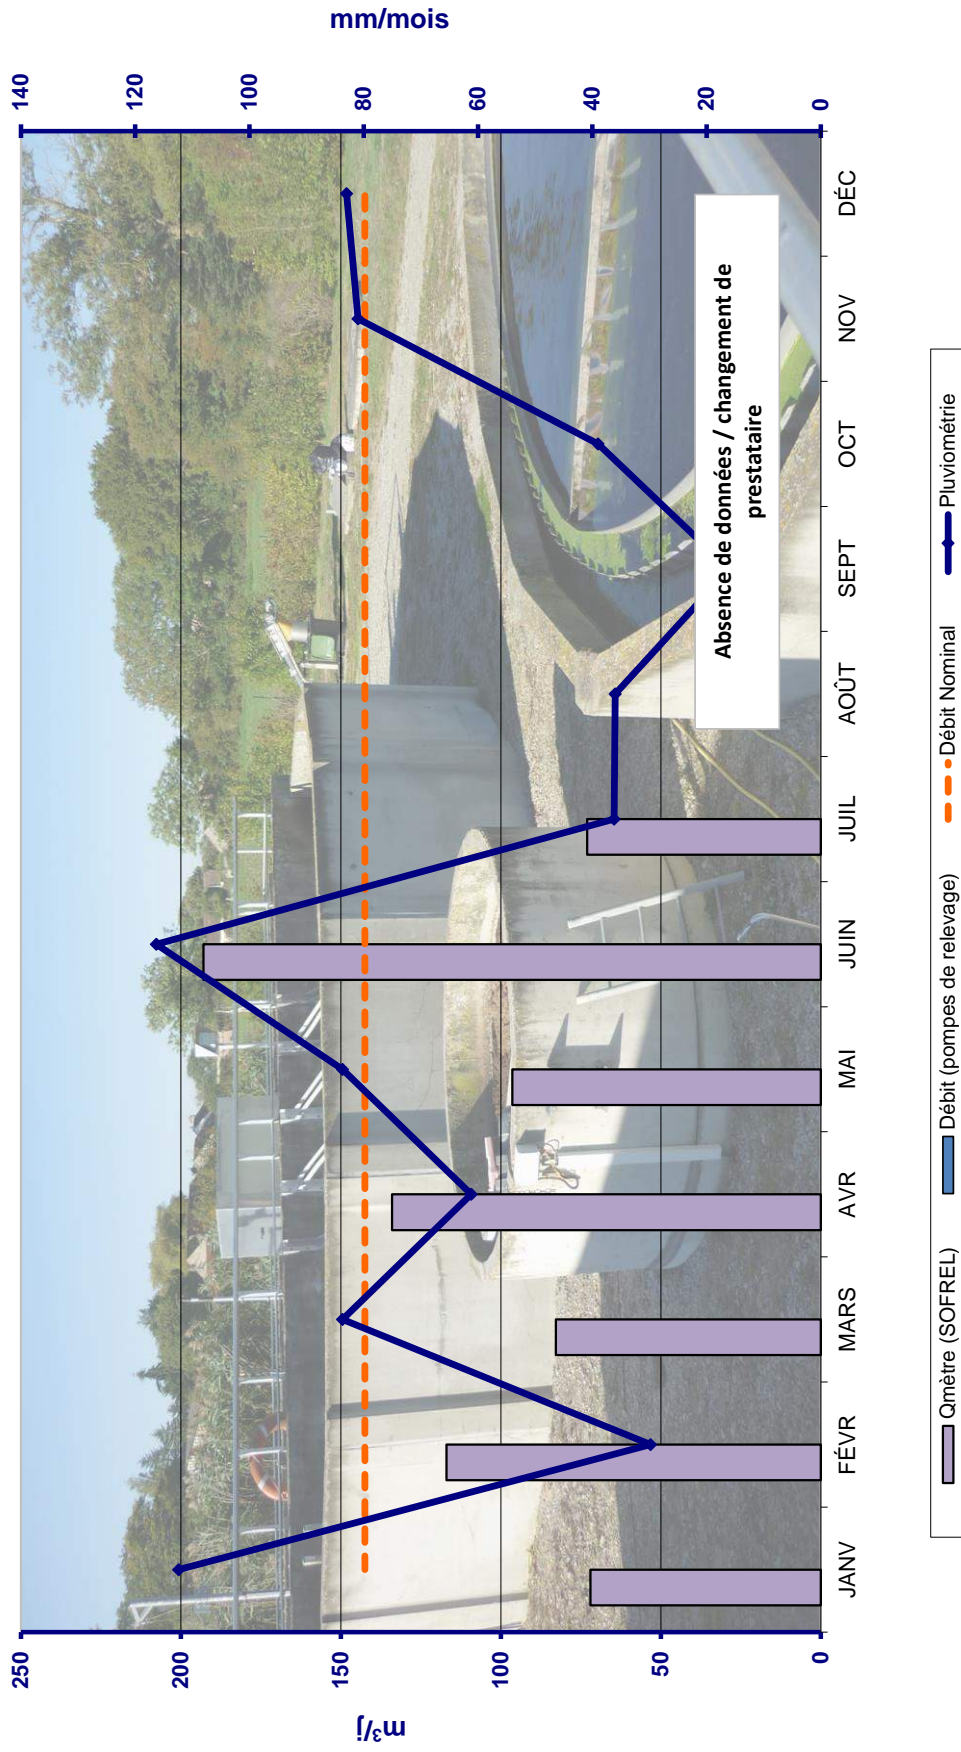 mm/mois
140
120
100
80
60
40
20
0
250
200
150
100
50
0
m³/j
JANV
FÉVR
MARS
AVR
MAI
JUIN
JUIL
AOÛT
SEPT
OCT
NOV
DÉC
Absence de données / changement de
prestataire
Qmètre (SOFREL)
Débit (pompes de relevage)
Débit Nominal
Pluviométrie